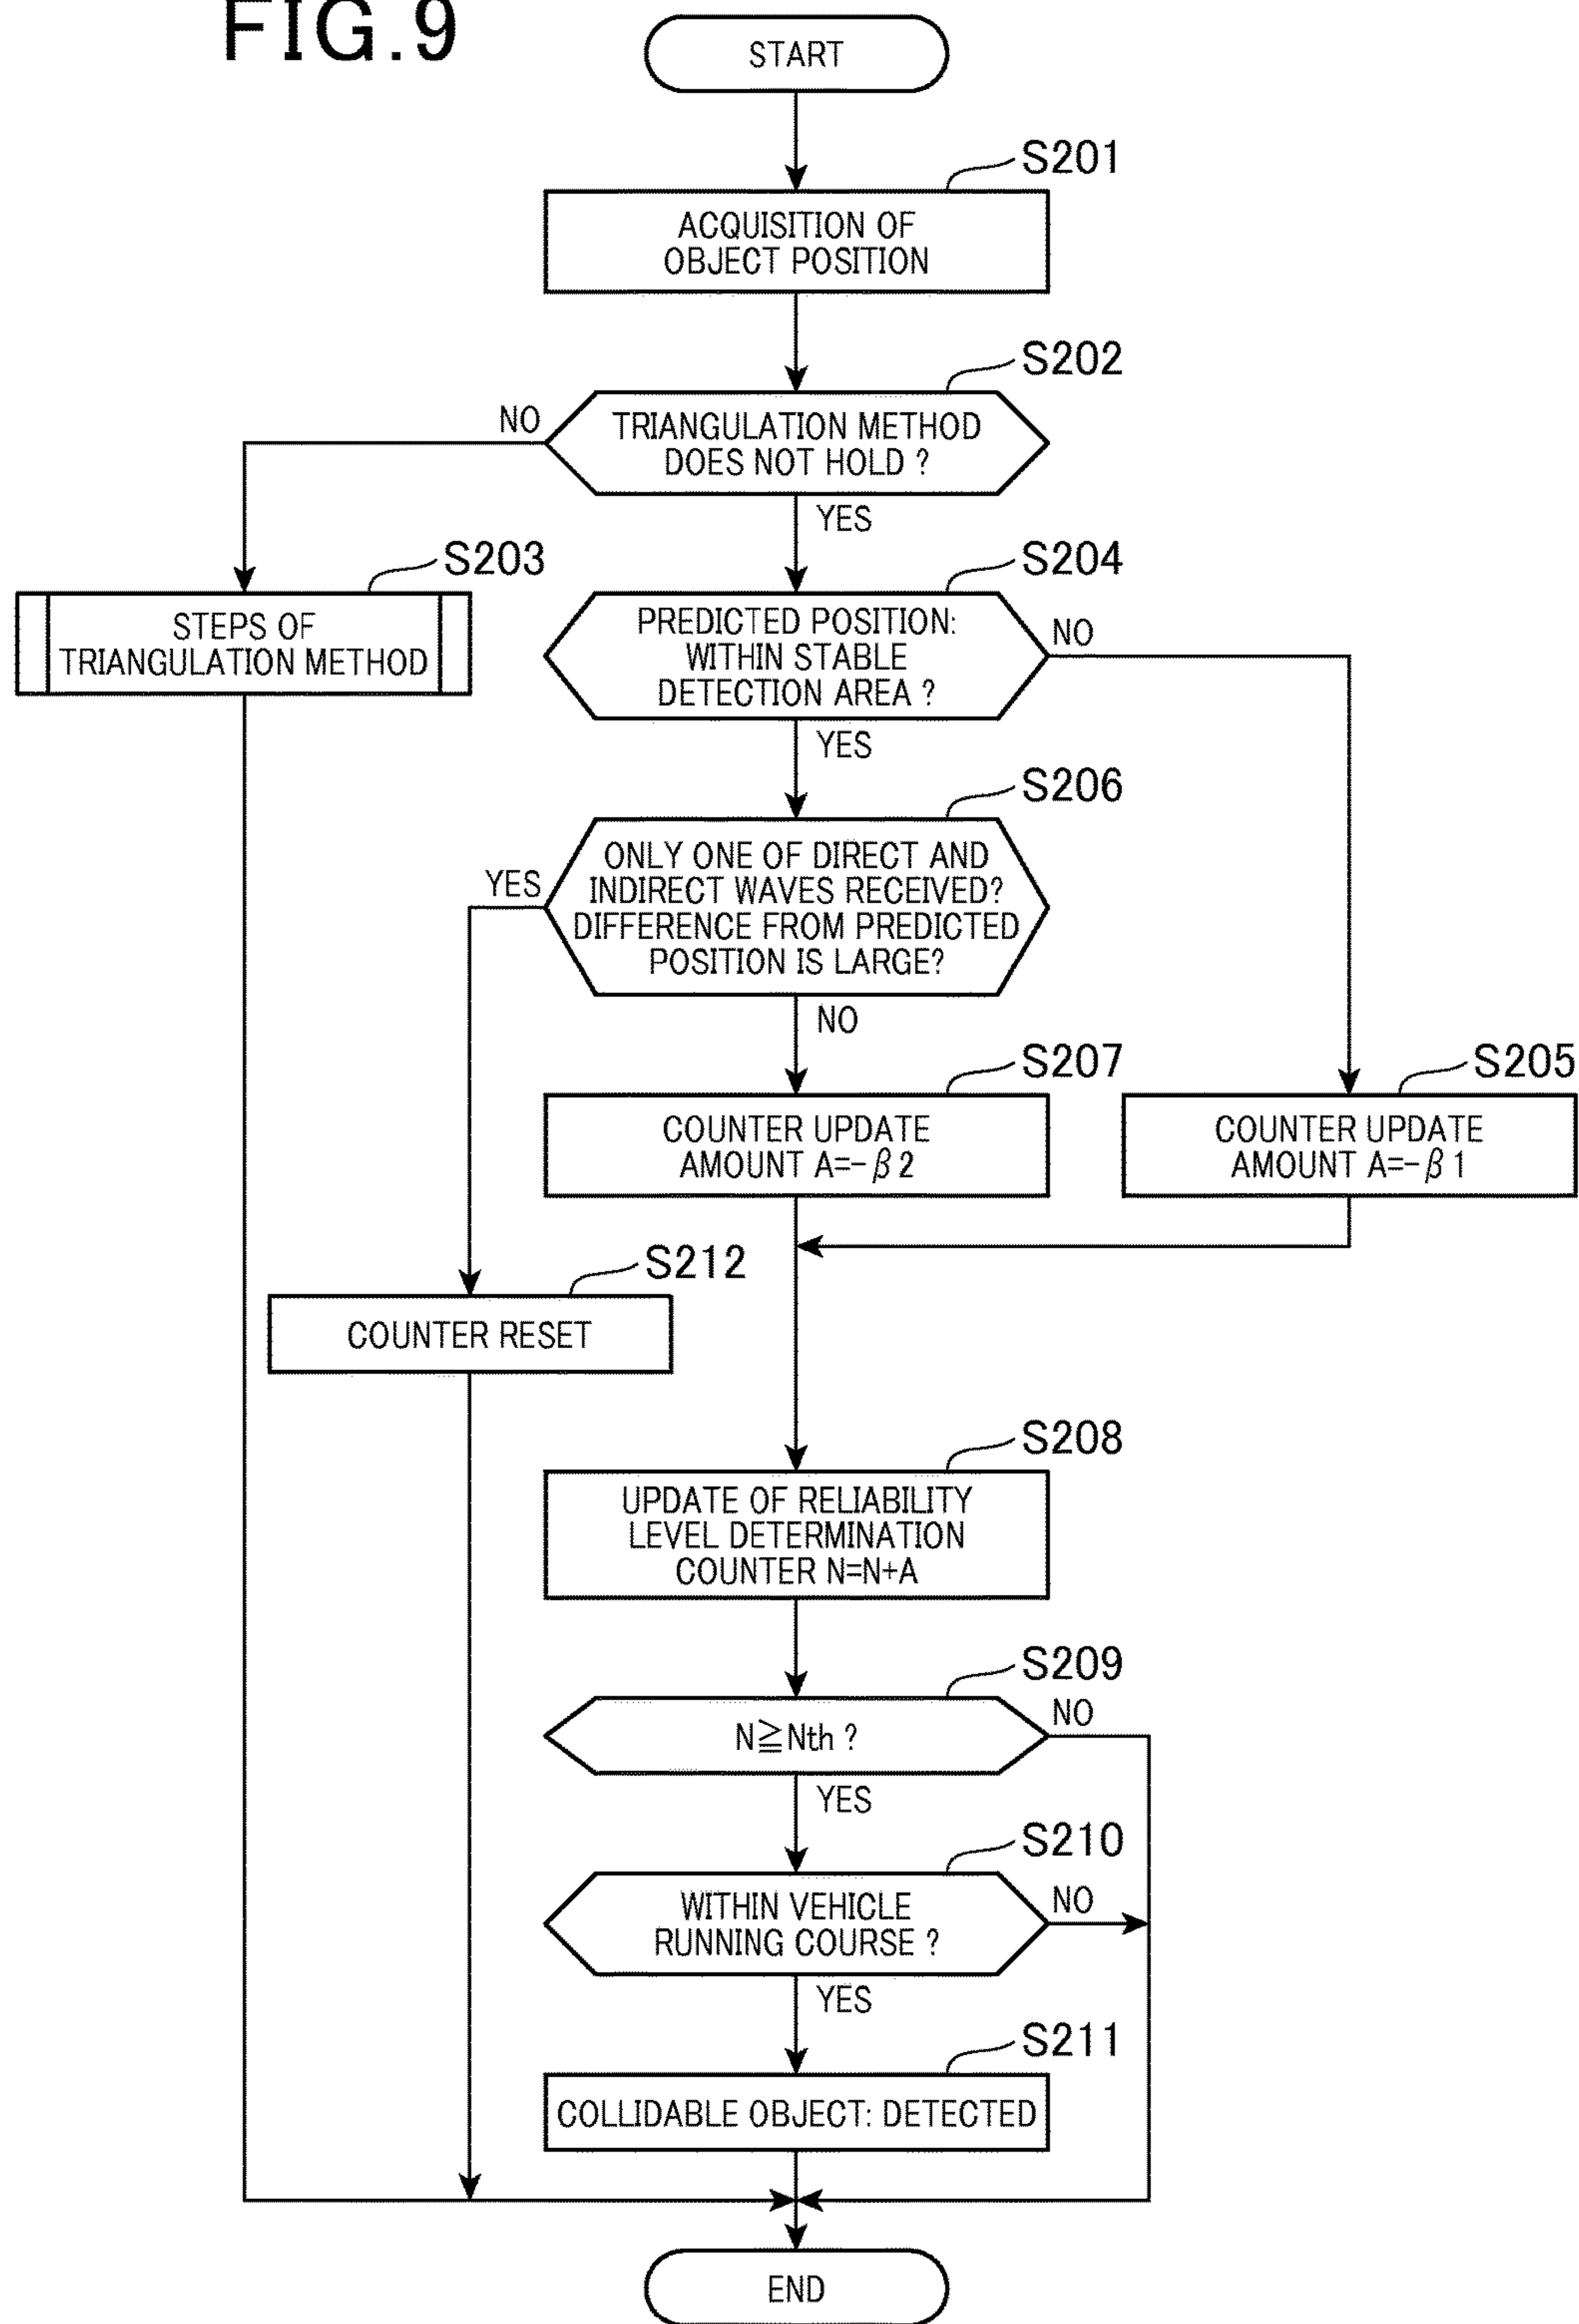 FIG.9
START
S201
ACQUISITION OF
OBJECT POSITION
S202
TRIANGULATION METHOD
DOES NOT HOLD ?
NO
YES
S203
STEPS OF
TRIANGULATION METHOD
S204
PREDICTED POSITION:
WITHIN STABLE
DETECTION AREA ?
NO
YES
S206
ONLY ONE OF DIRECT AND
INDIRECT WAVES RECEIVED?
DIFFERENCE FROM PREDICTED
POSITION IS LARGE?
YES
NO
S207
COUNTER UPDATE
AMOUNT A=-β2
S205
COUNTER UPDATE
AMOUNT A=-β1
S212
COUNTER RESET
S208
UPDATE OF RELIABILITY
LEVEL DETERMINATION
COUNTER N=N+A
S209
N≧Nth ?
NO
YES
S210
WITHIN VEHICLE
RUNNING COURSE ?
NO
YES
S211
COLLIDABLE OBJECT: DETECTED
END